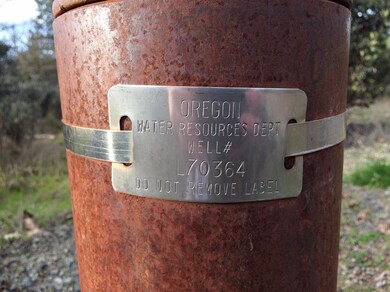 OREGON
WATER RESOURCES DEPT
WELL#
L70364
DO NOT REMOVE LABEL